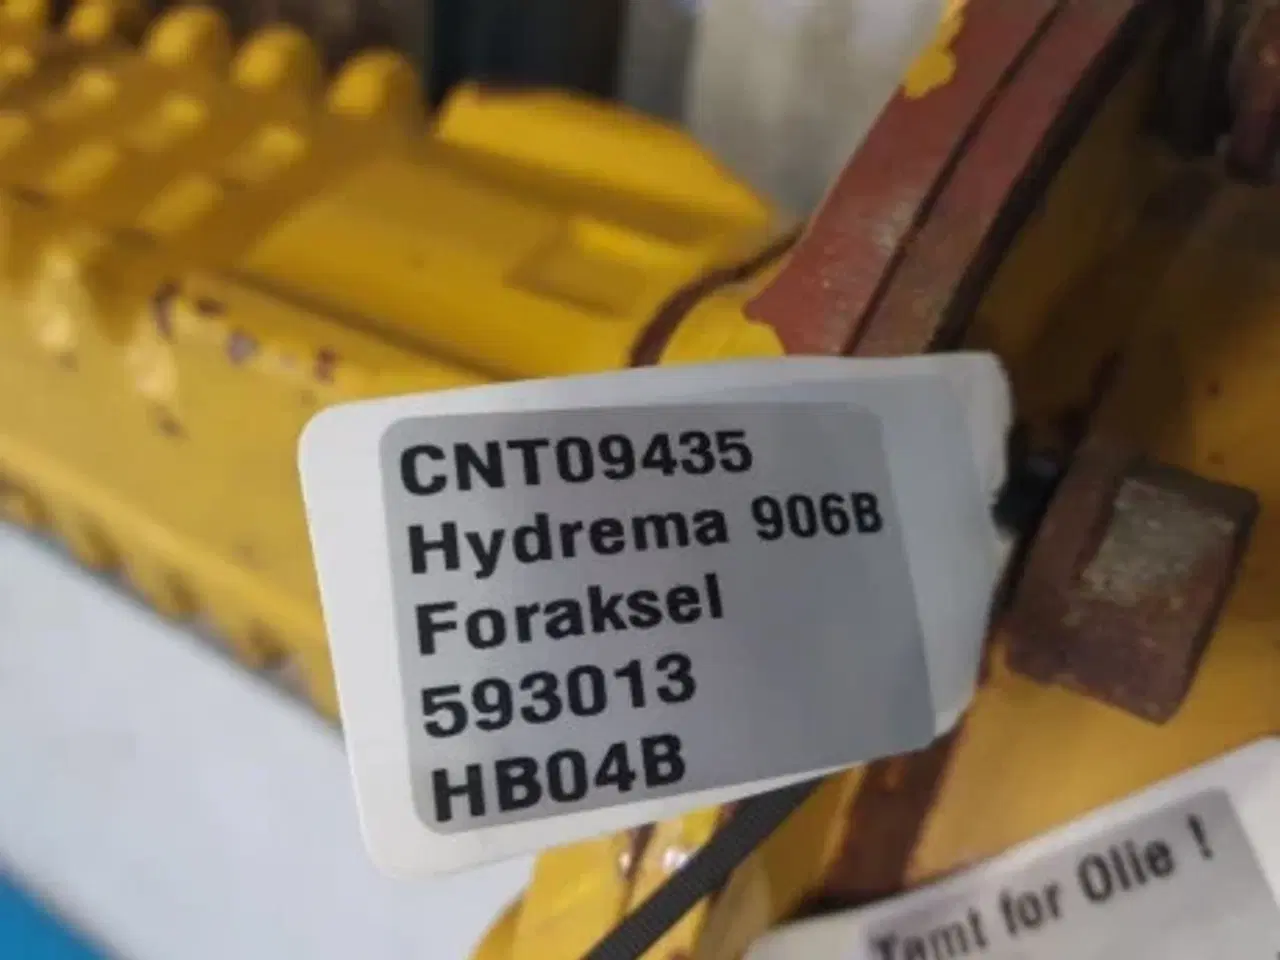 CNT09435
Hydrema 906B
Foraksel
593013
HB04B
Tømt for Olie !